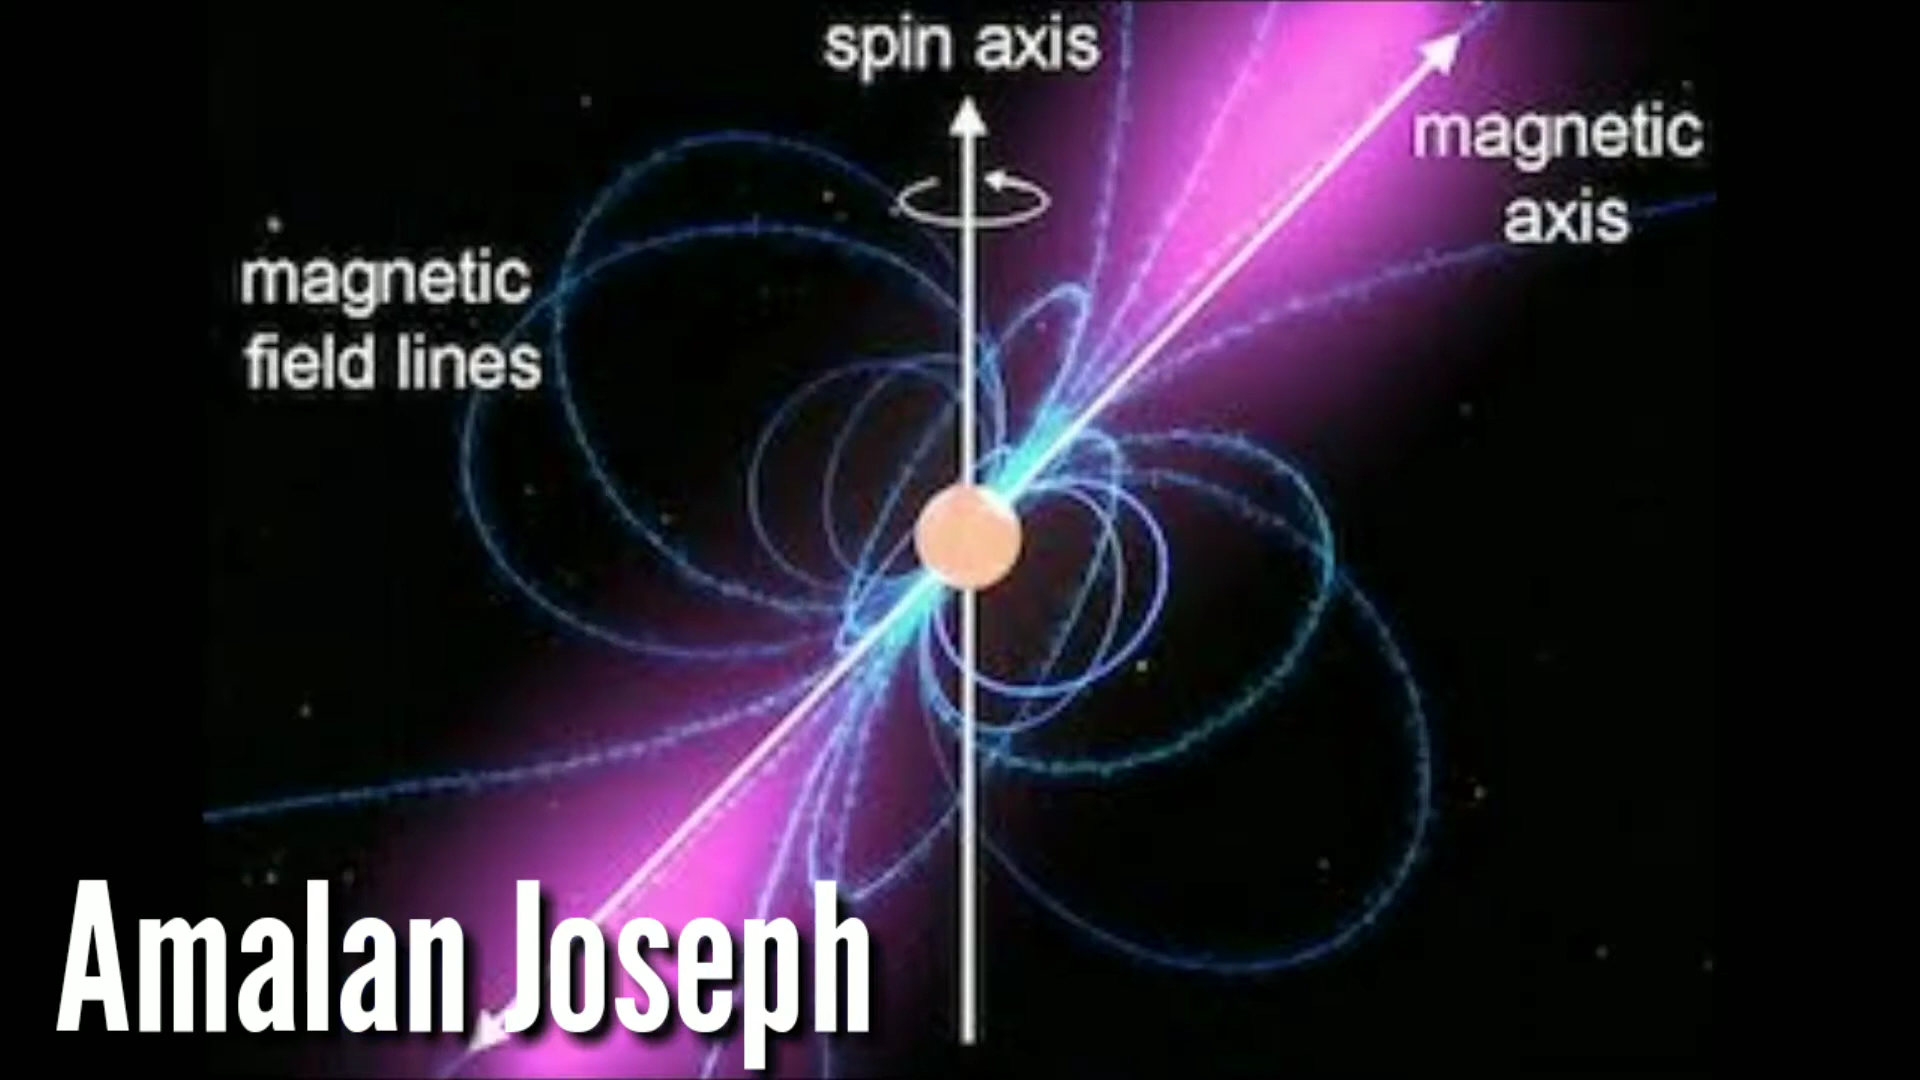 spin axis
magnetic
axis
magnetic
field lines
Amalan Joseph